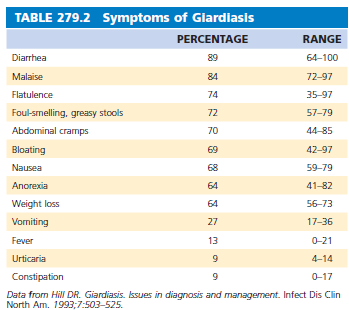 TABLE 279.2 Symptoms of Giardiasis
PERCENTAGE RANGE
Diarrhea 89 64–100
Malaise 84 72–97
Flatulence 74 35–97
Foul-smelling, greasy stools 72 57–79
Abdominal cramps 70 44–85
Bloating 69 42–97
Nausea 68 59–79
Anorexia 64 41–82
Weight loss 64 56–73
Vomiting 27 17–36
Fever 13 0–21
Urticaria 9 4–14
Constipation 9 0–17
Data from Hill DR. Giardiasis. Issues in diagnosis and management. Infect Dis Clin
North Am. 1993;7:503–525.